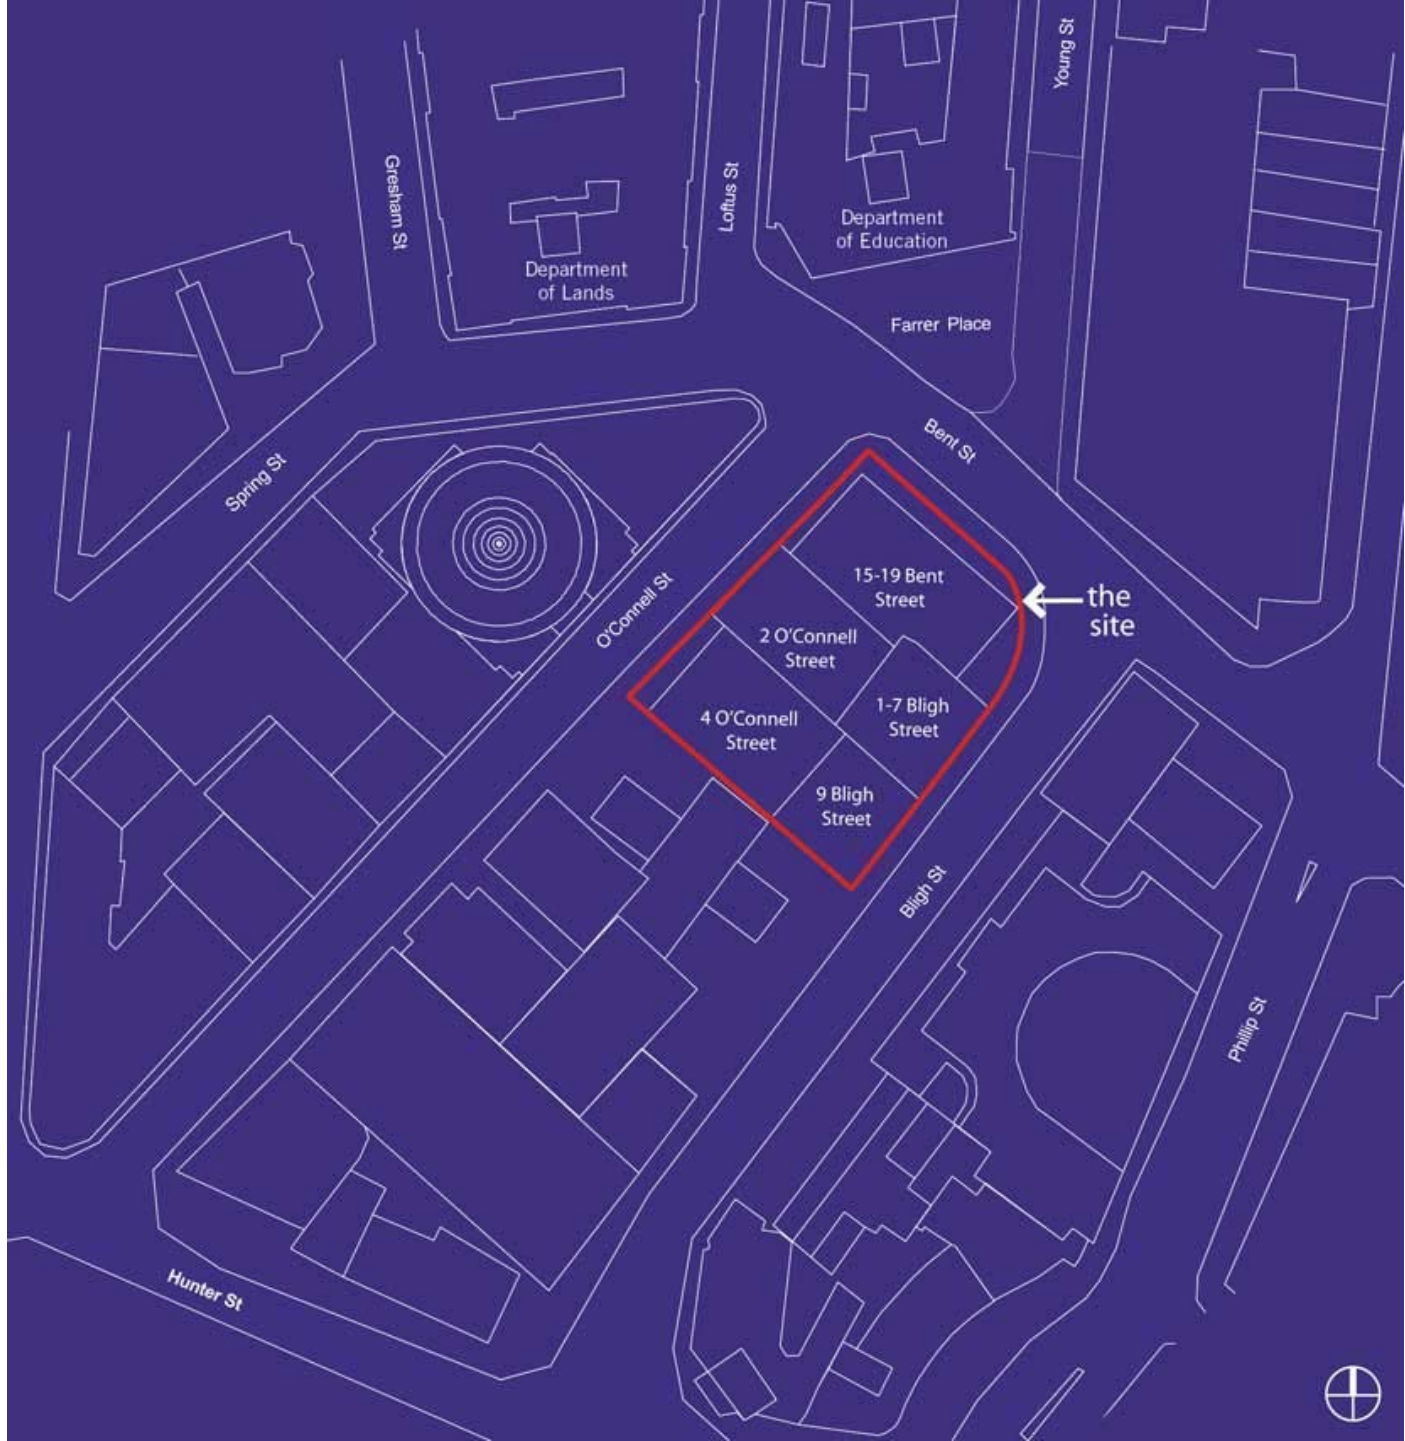 Young St
Gresham St
Loftus St
Department
of Education
Department
of Lands
Farrer Place
Bent St
Spring St
O'Connell St
15-19 Bent
Street
the
site
2 O'Connell
Street
4 O'Connell
Street
1-7 Bligh
Street
9 Bligh
Street
Bligh St
Phillip St
Hunter St